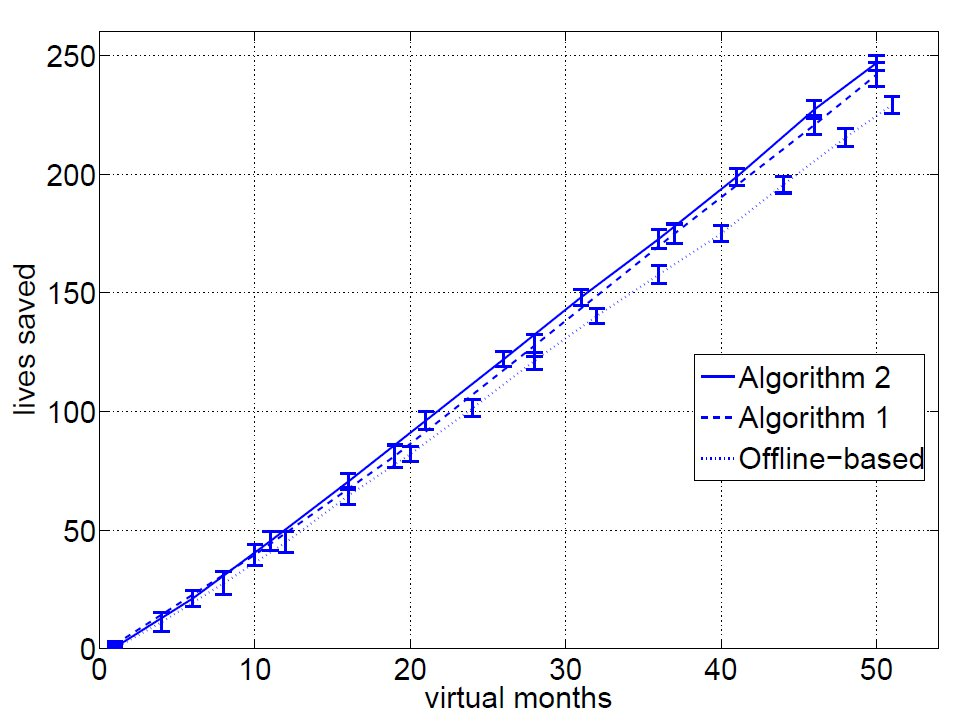 250
200
150
100
50
0
lives saved
Algorithm 2
Algorithm 1
Offline−based
0 10 20 30 40 50
virtual months